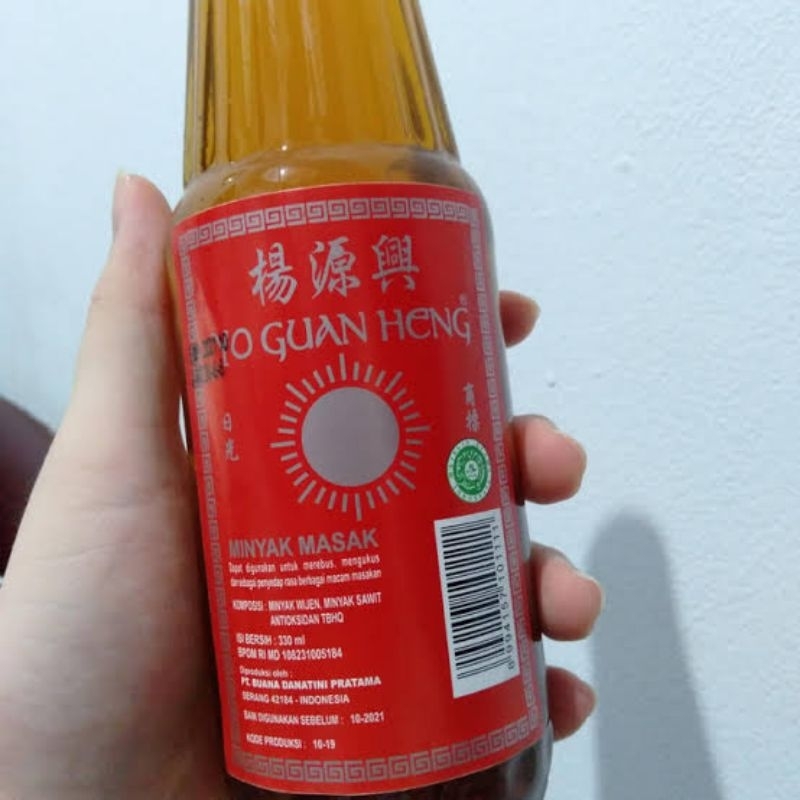 楊源興
YO GUAN HENG
日光
商標
MINYAK MASAK
Dapat digunakan untuk merebus, mengukus
dan sebagai penyedap rasa berbagai macam masakan
KOMPOSISI : MINYAK WIJEN, MINYAK SAWIT
ANTIOKSIDAN TBHQ
ISI BERSIH : 330 ml
BPOM RI MD 108231005184
Diproduksi oleh :
PT. BUANA DANATINI PRATAMA
SERANG 42184 - INDONESIA
BAIK DIGUNAKAN SEBELUM : 10-2021
KODE PRODUKSI : 10-19
8 994167 101111